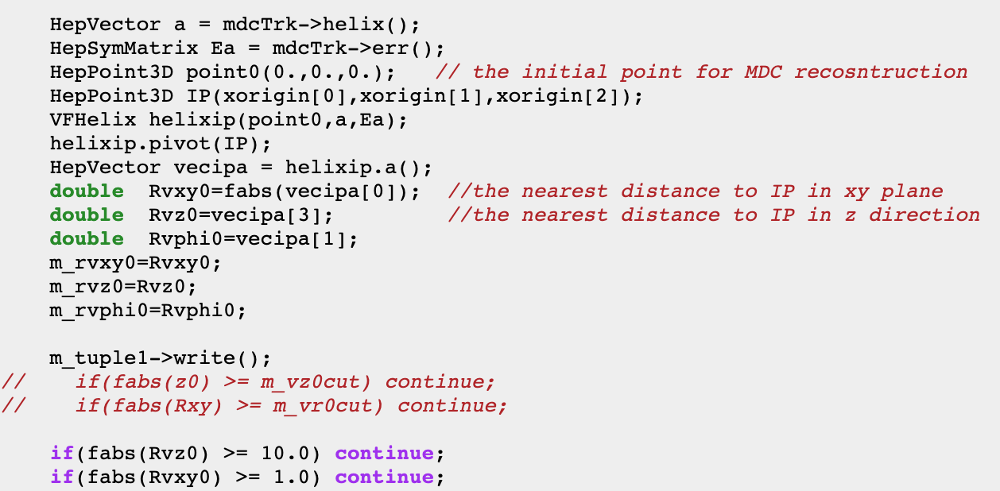 HepVector a = mdcTrk->helix();
HepSymMatrix Ea = mdcTrk->err();
HepPoint3D point0(0.,0.,0.);   // the initial point for MDC recosntruction
HepPoint3D IP(xorigin[0],xorigin[1],xorigin[2]);
VFHelix helixip(point0,a,Ea);
helixip.pivot(IP);
HepVector vecipa = helixip.a();
double  Rvxy0=fabs(vecipa[0]);  //the nearest distance to IP in xy plane
double  Rvz0=vecipa[3];         //the nearest distance to IP in z direction
double  Rvphi0=vecipa[1];
m_rvxy0=Rvxy0;
m_rvz0=Rvz0;
m_rvphi0=Rvphi0;
m_tuple1->write();
//    if(fabs(z0) >= m_vz0cut) continue;
//    if(fabs(Rxy) >= m_vr0cut) continue;
if(fabs(Rvz0) >= 10.0) continue;
if(fabs(Rvxy0) >= 1.0) continue;